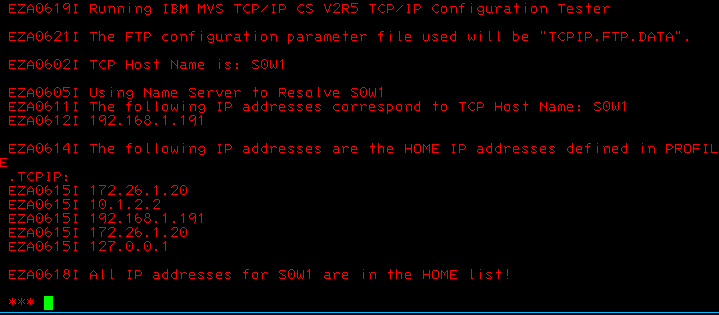 EZA0619I Running IBM MVS TCP/IP CS V2R5 TCP/IP Configuration Tester
EZA0621I The FTP configuration parameter file used will be "TCPIP.FTP.DATA".
EZA0602I TCP Host Name is: S0W1
EZA0605I Using Name Server to Resolve S0W1
EZA0611I The following IP addresses correspond to TCP Host Name: S0W1
EZA0612I 192.168.1.191
EZA0614I The following IP addresses are the HOME IP addresses defined in PROFIL
E
.TCPIP:
EZA0615I 172.26.1.20
EZA0615I 10.1.2.2
EZA0615I 192.168.1.191
EZA0615I 172.26.1.20
EZA0615I 127.0.0.1
EZA0618I All IP addresses for S0W1 are in the HOME list!
***